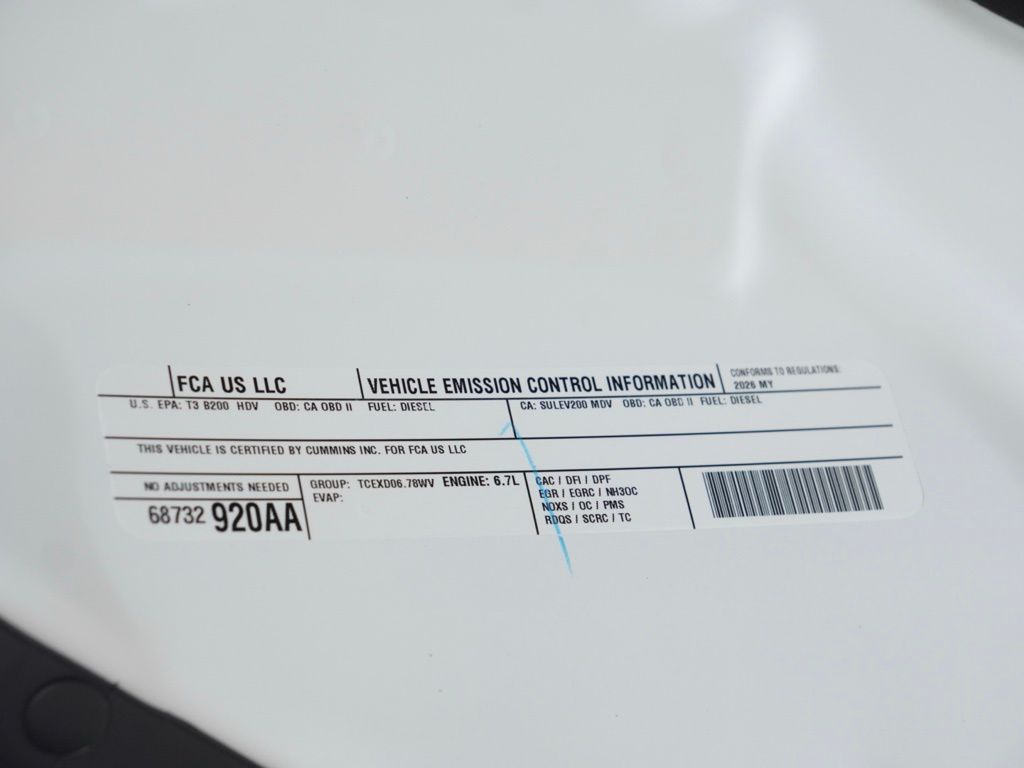 FCA US LLC
VEHICLE EMISSION CONTROL INFORMATION
CONFORMS TO REGULATIONS:
2026 MY
U.S. EPA: T3 B200 HDV OBD: CA OBD II FUEL: DIESEL
CA: SULEV200 MDV OBD: CA OBD II FUEL: DIESEL
THIS VEHICLE IS CERTIFIED BY CUMMINS INC. FOR FCA US LLC
NO ADJUSTMENTS NEEDED
68732 920AA
GROUP: TCEXD06.78WV ENGINE: 6.7L
EVAP:
CAC / DFI / DPF
EGR / EGRC / NH3OC
NOXS / OC / PMS
RDQS / SCRC / TC